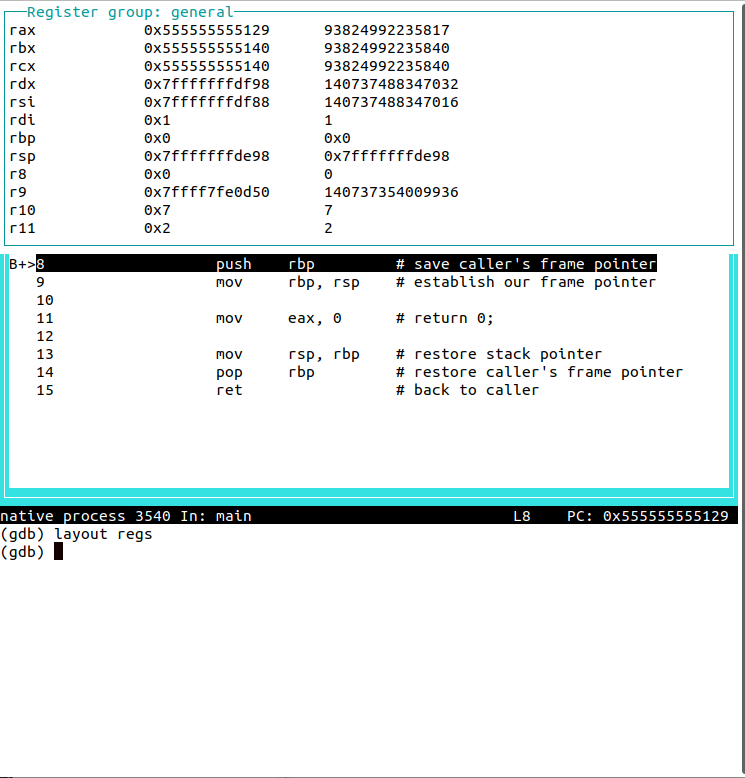 Register group: general
rax 0x555555555129 93824992235817
rbx 0x555555555140 93824992235840
rcx 0x555555555140 93824992235840
rdx 0x7fffffffdf98 140737488347032
rsi 0x7fffffffdf88 140737488347016
rdi 0x1 1
rbp 0x0 0x0
rsp 0x7fffffffde98 0x7fffffffde98
r8 0x0 0
r9 0x7ffff7fe0d50 140737354009936
r10 0x7 7
r11 0x2 2
B+>8 push rbp # save caller's frame pointer
9 mov rbp, rsp # establish our frame pointer
10
11 mov eax, 0 # return 0;
12
13 mov rsp, rbp # restore stack pointer
14 pop rbp # restore caller's frame pointer
15 ret # back to caller
native process 3540 In: main L8 PC: 0x555555555129
(gdb) layout regs
(gdb)